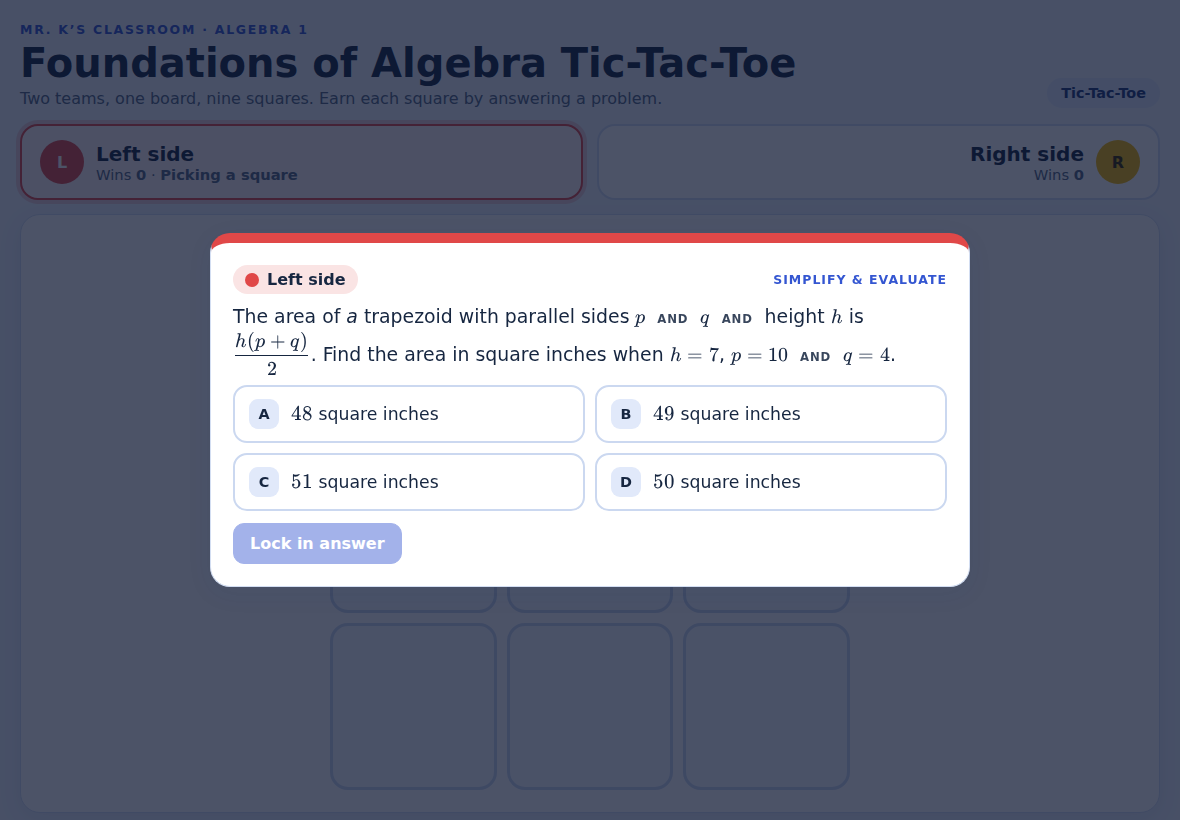 MR. K'S CLASSROOM · ALGEBRA 1
Foundations of Algebra Tic-Tac-Toe
Two teams, one board, nine squares. Earn each square by answering a problem.
Tic-Tac-Toe
L
Left side
Wins 0 · Picking a square
Right side
Wins 0
R
Left side
SIMPLIFY & EVALUATE
The area of a trapezoid with parallel sides p AND q AND height h is
h(p + q)/2. Find the area in square inches when h = 7, p = 10 AND q = 4.
A 48 square inches
B 49 square inches
C 51 square inches
D 50 square inches
Lock in answer